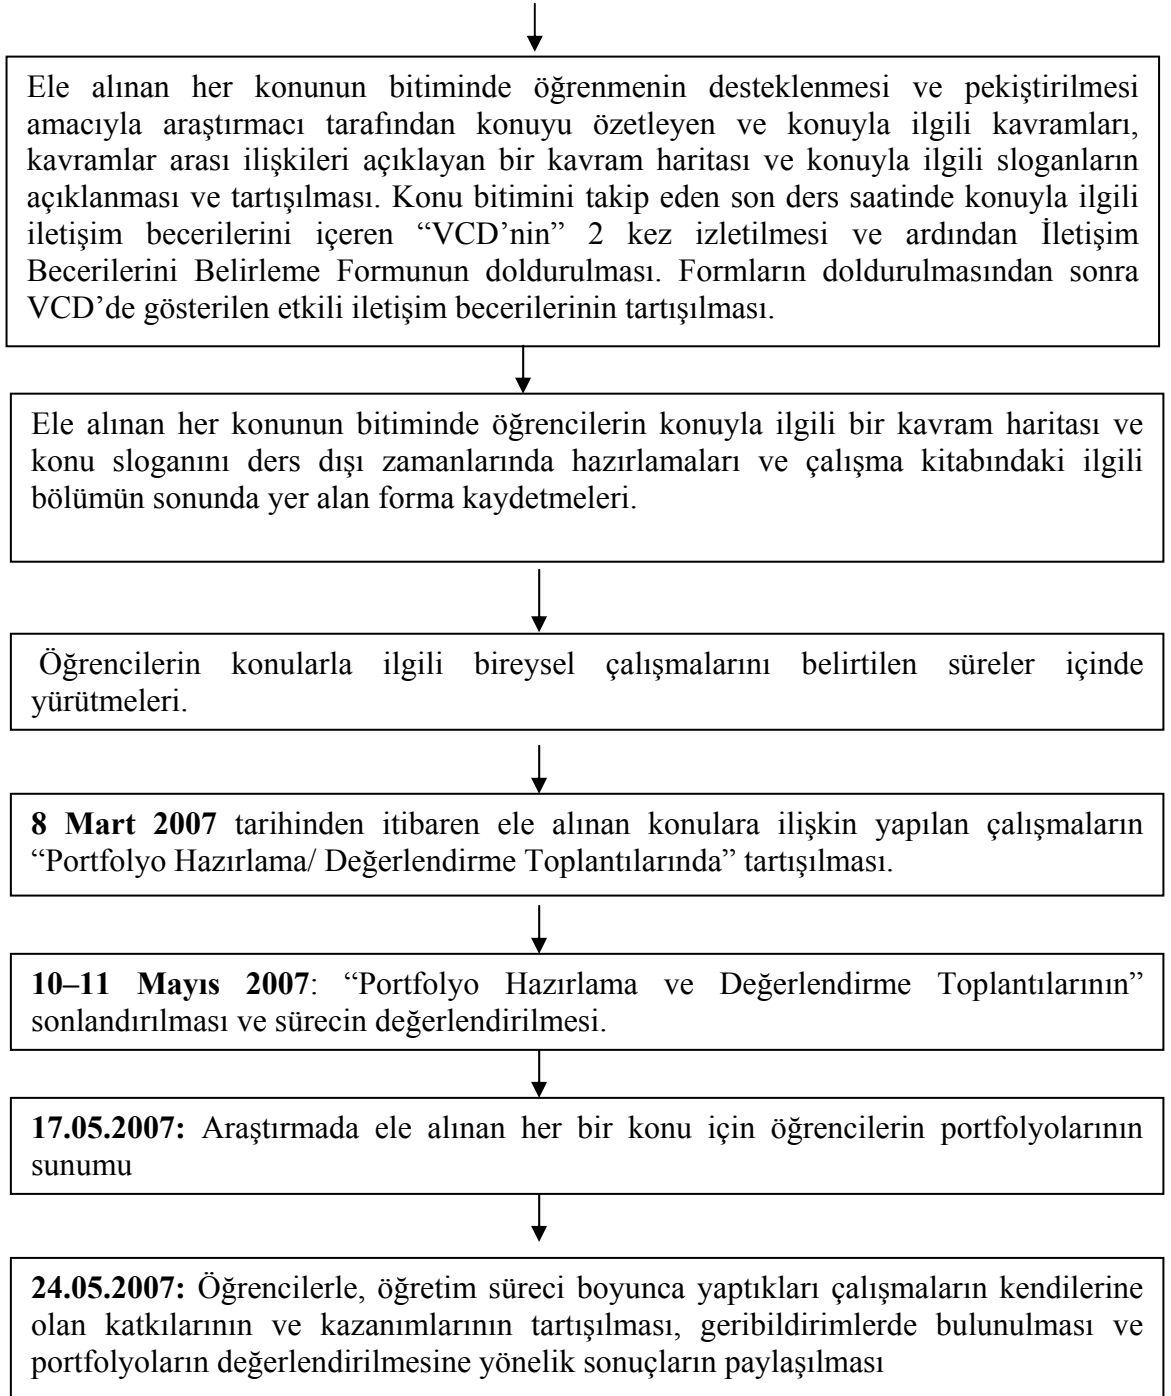 Ele alınan her konunun bitiminde öğrenmenin desteklenmesi ve pekiştirilmesi
amacıyla araştırmacı tarafından konuyu özetleyen ve konuyla ilgili kavramları,
kavramlar arası ilişkileri açıklayan bir kavram haritası ve konuyla ilgili sloganların
açıklanması ve tartışılması. Konu bitimini takip eden son ders saatinde konuyla ilgili
iletişim becerilerini içeren “VCD’nin” 2 kez izletilmesi ve ardından İletişim
Becerilerini Belirleme Formunun doldurulması. Formların doldurulmasından sonra
VCD’de gösterilen etkili iletişim becerilerinin tartışılması.
Ele alınan her konunun bitiminde öğrencilerin konuyla ilgili bir kavram haritası ve
konu sloganını ders dışı zamanlarında hazırlamaları ve çalışma kitabındaki ilgili
bölümün sonunda yer alan forma kaydetmeleri.
Öğrencilerin konularla ilgili bireysel çalışmalarını belirtilen süreler içinde
yürütmeleri.
8 Mart 2007 tarihinden itibaren ele alınan konulara ilişkin yapılan çalışmaların
“Portfolyo Hazırlama/ Değerlendirme Toplantılarında” tartışılması.
10–11 Mayıs 2007: “Portfolyo Hazırlama ve Değerlendirme Toplantılarının”
sonlandırılması ve sürecin değerlendirilmesi.
17.05.2007: Araştırmada ele alınan her bir konu için öğrencilerin portfolyolarının
sunumu
24.05.2007: Öğrencilerle, öğretim süreci boyunca yaptıkları çalışmaların kendilerine
olan katkılarının ve kazanımlarının tartışılması, geribildirimlerde bulunulması ve
portfolyoların değerlendirilmesine yönelik sonuçların paylaşılması